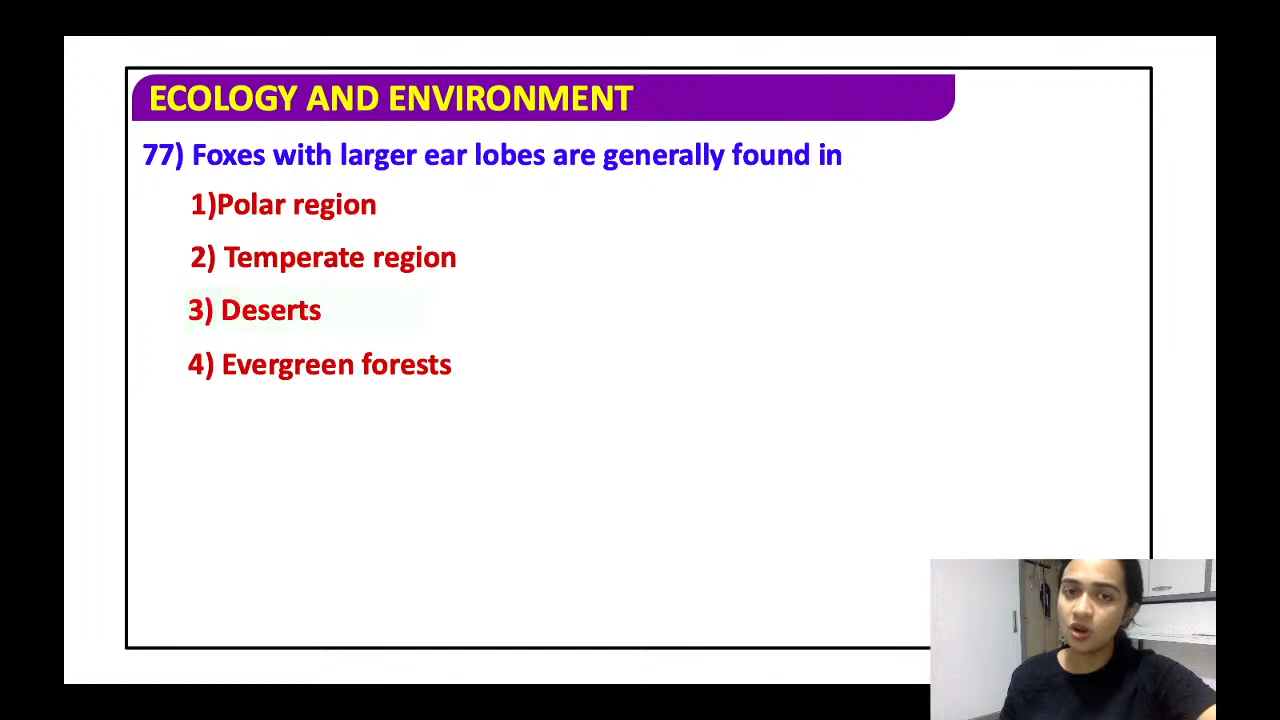 ECOLOGY AND ENVIRONMENT
77) Foxes with larger ear lobes are generally found in
1)Polar region
2) Temperate region
3) Deserts
4) Evergreen forests